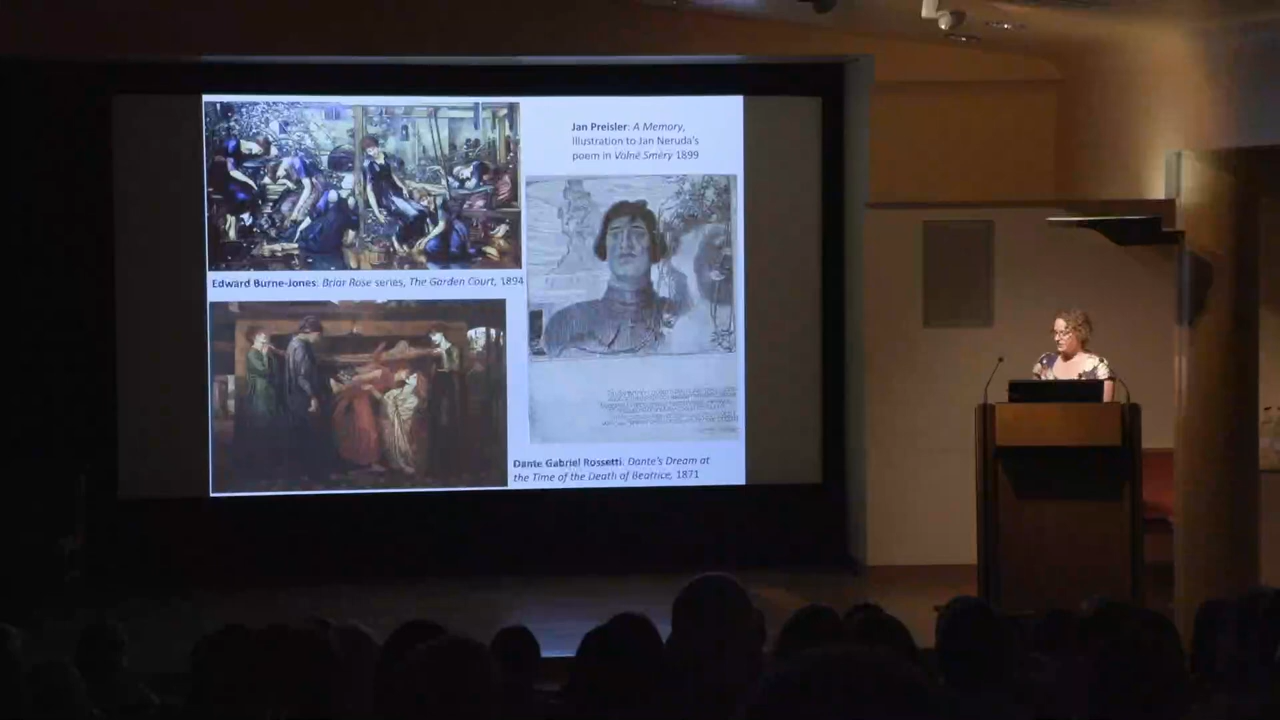 Jan Preisler: A Memory,
Illustration to Jan Neruda's
poem in Volné Směry 1899
Edward Burne-Jones. Briar Rose series, The Garden Court, 1894
Dante Gabriel Rossetti. Dante's Dream at
the Time of the Death of Beatrice, 1871